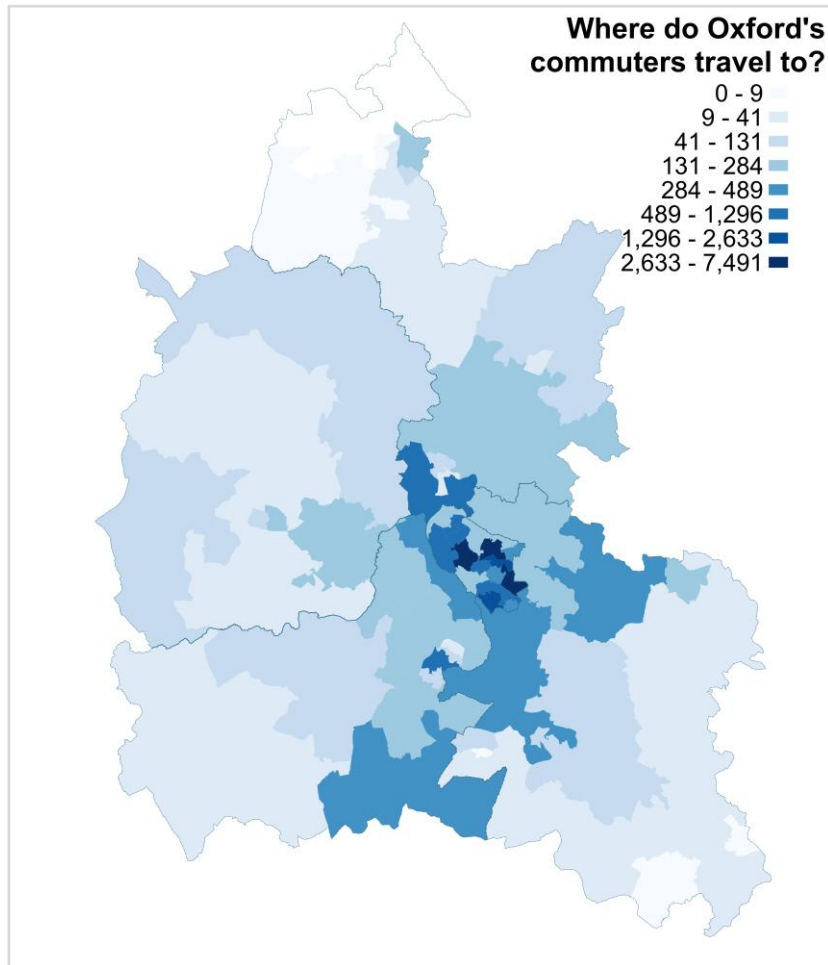 Where do Oxford's
commuters travel to?
0 - 9
9 - 41
41 - 131
131 - 284
284 - 489
489 - 1,296
1,296 - 2,633
2,633 - 7,491